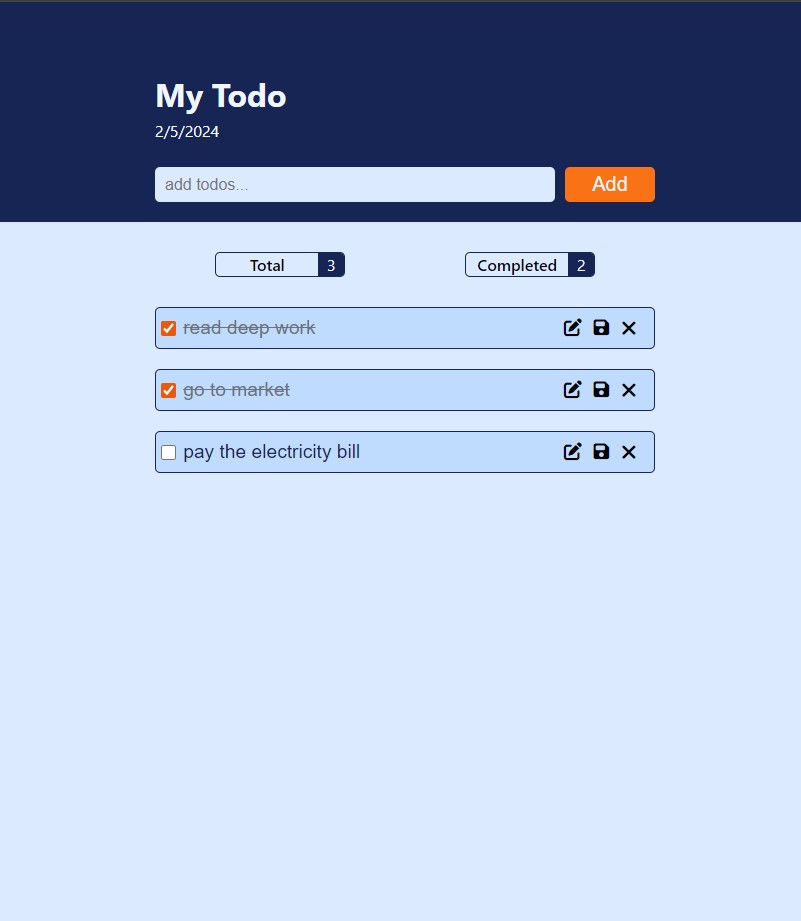 My Todo
2/5/2024
add todos...
Add
Total 3
Completed 2
read deep work
go to market
pay the electricity bill